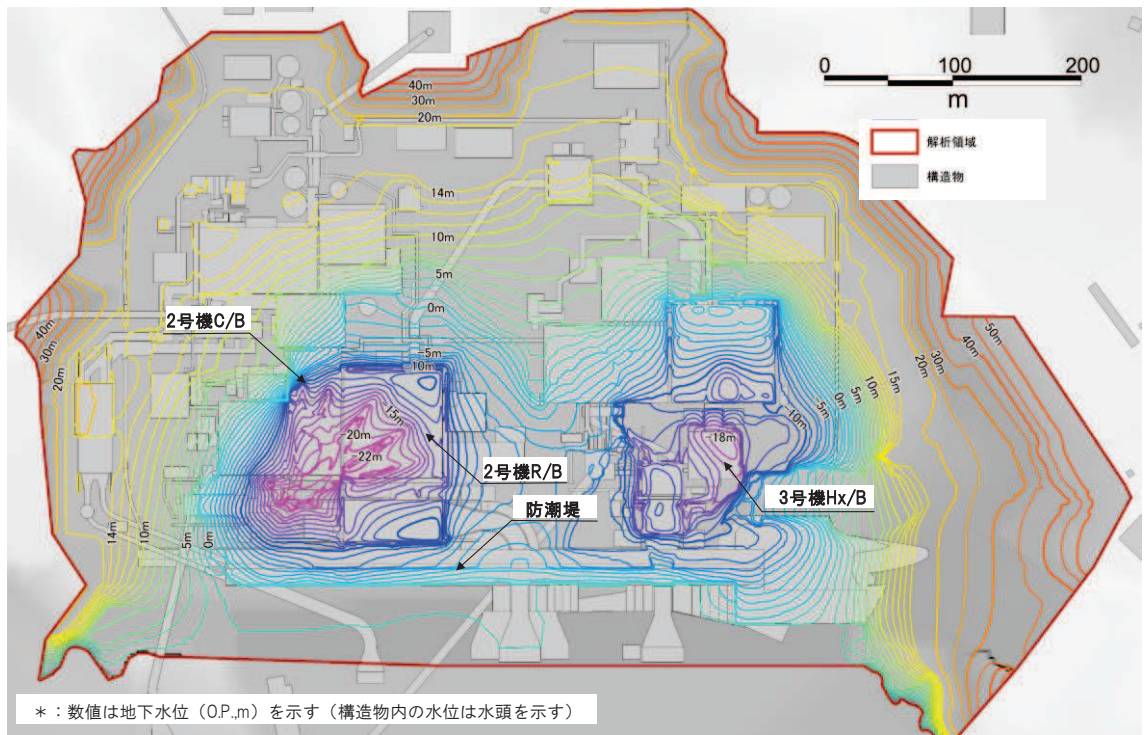 0 100 200
m
解析領域
構造物
40m
30m
20m
14m
10m
5m
0m
-5m
-10m
2号機C/B
40m
30m
20m
-15m
-20m
-22m
2号機R/B
防潮堤
-18m
3号機Hx/B
-10m
-5m
0m
5m
10m
15m
20m
30m
40m
50m
14m
10m
5m
0m
*：数値は地下水位（O.P.,m）を示す（構造物内の水位は水頭を示す）